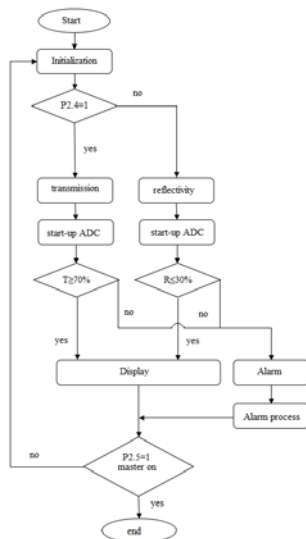 Start
Initialization
P2.4=1
no
yes
transmission
reflectivity
start-up ADC
start-up ADC
T≥70%
R≤30%
no
no
yes
yes
Display
Alarm
Alarm process
no
P2.5=1
master on
yes
end